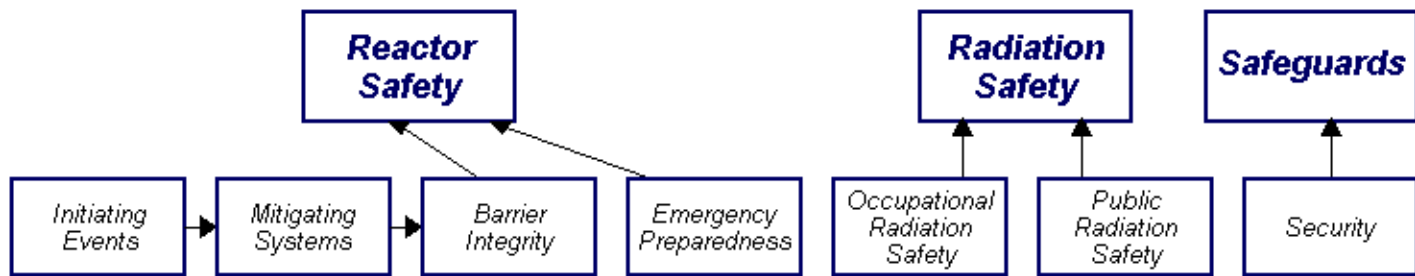 Reactor
Safety
Radiation
Safety
Safeguards
Initiating
Events
Mitigating
Systems
Barrier
Integrity
Emergency
Preparedness
Occupational
Radiation
Safety
Public
Radiation
Safety
Security